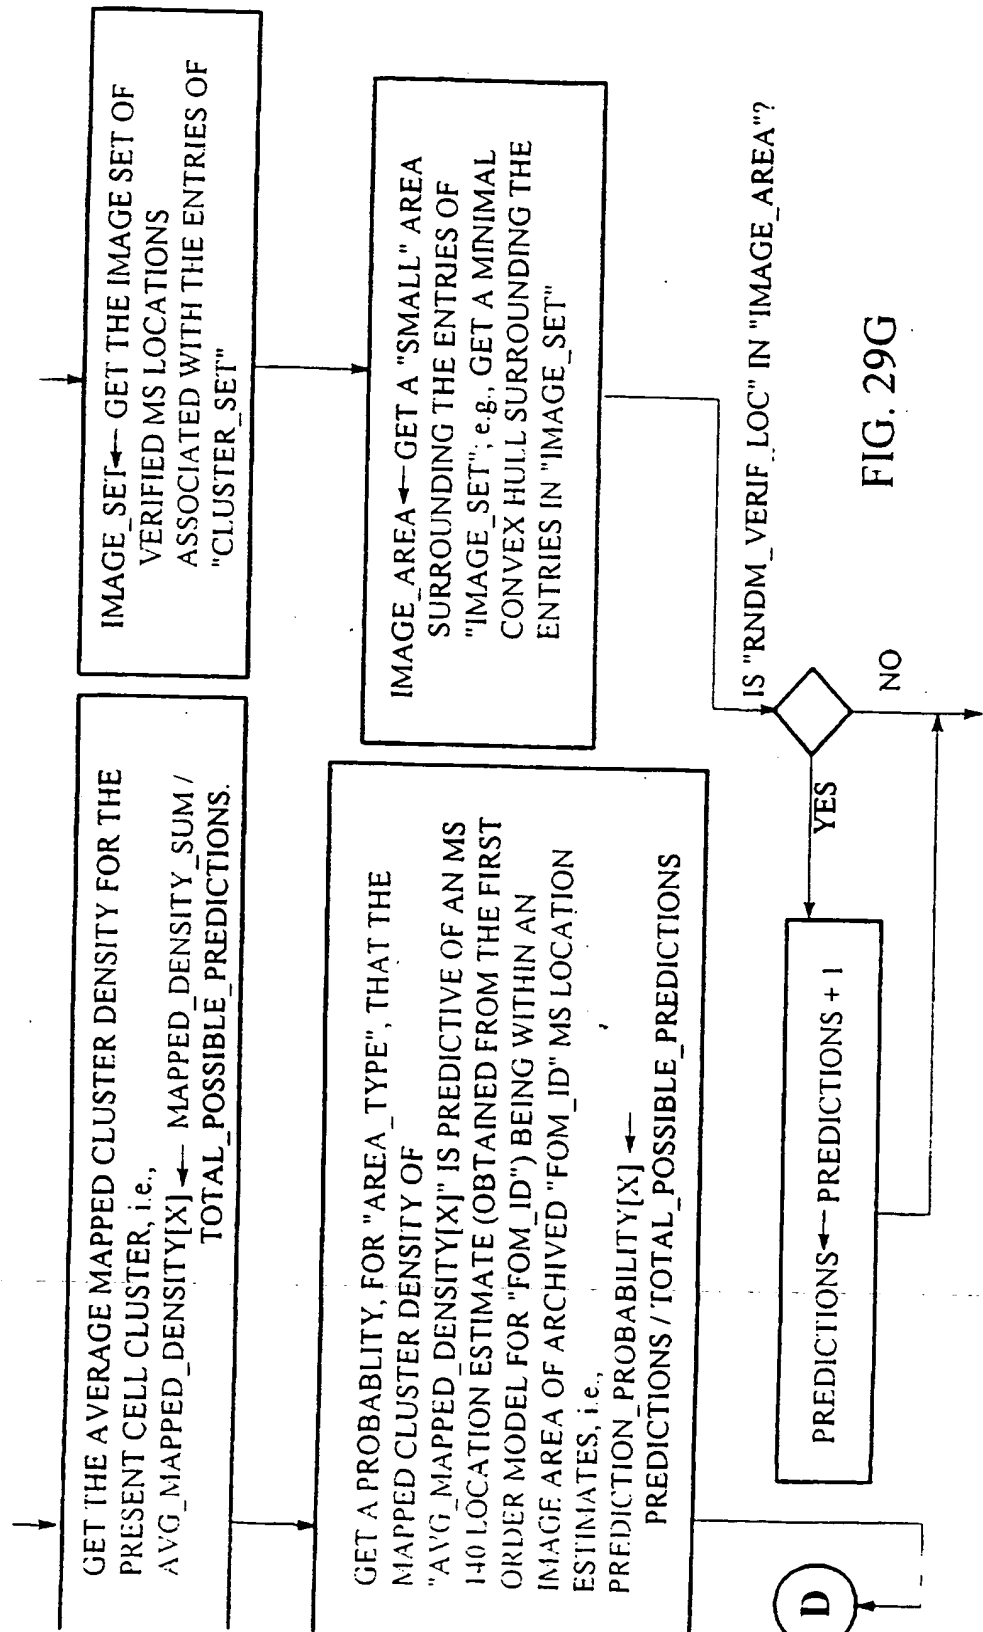 GET THE AVERAGE MAPPED CLUSTER DENSITY FOR THE
PRESENT CELL CLUSTER, i.e.,
AVG_MAPPED_DENSITY[X] ← MAPPED_DENSITY_SUM /
TOTAL_POSSIBLE_PREDICTIONS.
GET A PROBABLITY, FOR "AREA_TYPE", THAT THE
MAPPED CLUSTER DENSITY OF
"AVG_MAPPED_DENSITY[X]" IS PREDICTIVE OF AN MS
140 LOCATION ESTIMATE (OBTAINED FROM THE FIRST
ORDER MODEL FOR "FOM_ID") BEING WITHIN AN
IMAGE AREA OF ARCHIVED "FOM_ID" MS LOCATION
ESTIMATES, i.e.,
PREDICTION_PROBABILITY[X] ←
PREDICTIONS / TOTAL_POSSIBLE_PREDICTIONS
D
IMAGE_SET ← GET THE IMAGE SET OF
VERIFIED MS LOCATIONS
ASSOCIATED WITH THE ENTRIES OF
"CLUSTER_SET"
IMAGE_AREA ← GET A "SMALL" AREA
SURROUNDING THE ENTRIES OF
"IMAGE_SET"; e.g., GET A MINIMAL
CONVEX HULL SURROUNDING THE
ENTRIES IN "IMAGE_SET"
IS "RNDM_VERIF_LOC" IN "IMAGE_AREA"?
YES
NO
PREDICTIONS ← PREDICTIONS + 1
FIG. 29G